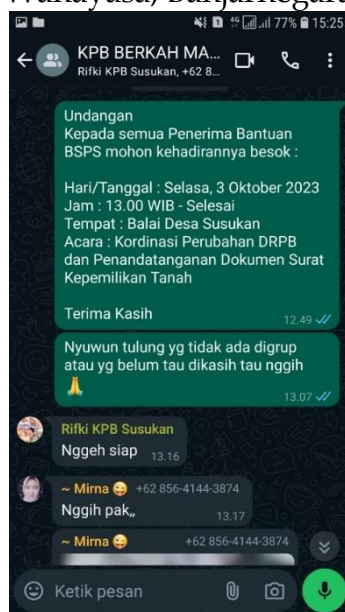 77% 15:25
KPB BERKAH MA...
Rifki KPB Susukan, +62 8...
Undangan
Kepada semua Penerima Bantuan
BSPS mohon kehadirannya besok :
Hari/Tanggal : Selasa, 3 Oktober 2023
Jam : 13.00 WIB - Selesai
Tempat : Balai Desa Susukan
Acara : Kordinasi Perubahan DRPB
dan Penandatanganan Dokumen Surat
Kepemilikan Tanah
Terima Kasih
12.49
Nyuwun tulung yg tidak ada digrup
atau yg belum tau dikasih tau nggih
13.07
Rifki KPB Susukan
Nggeh siap 13.16
~ Mirna +62 856-4144-3874
Nggih pak,, 13.17
~ Mirna +62 856-4144-3874
Ketik pesan